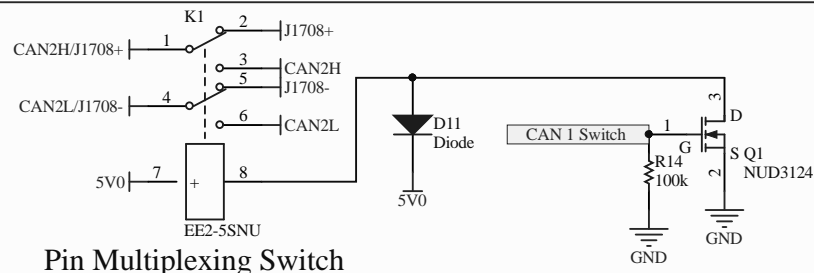 K1
CAN2H/J1708+ 1 2 J1708+
3 CAN2H
CAN2L/J1708- 4 5 J1708-
6 CAN2L
5V0 7 + 8
EE2-5SNU
D11
Diode
5V0
CAN 1 Switch 1
G
3
D
S Q1
2
NUD3124
R14
100k
GND
GND
Pin Multiplexing Switch